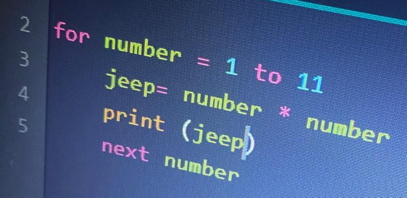 2 for number = 1 to 11
3 jeep= number * number
4 print (jeep)
5 next number